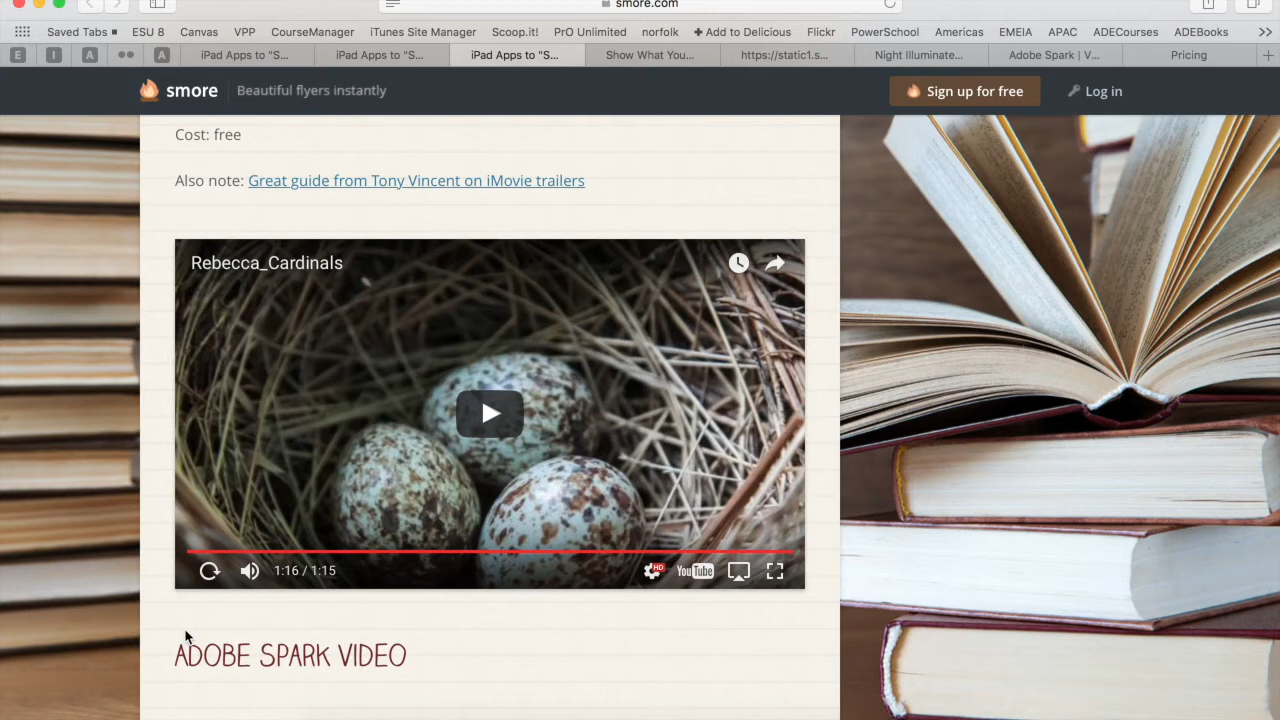 smore.com
Saved Tabs ESU 8 Canvas VPP CourseManager iTunes Site Manager Scoop.it! PrO Unlimited norfolk + Add to Delicious Flickr PowerSchool Americas EMEIA APAC ADECourses ADEBooks >>
E I A A iPad Apps to "S... iPad Apps to "S... iPad Apps to "S... Show What You... https://static1.s... Night Illuminate... Adobe Spark | V... Pricing +
smore Beautiful flyers instantly Sign up for free Log in
Cost: free
Also note: Great guide from Tony Vincent on iMovie trailers
Rebecca_Cardinals
1:16 / 1:15 HD YouTube
ADOBE SPARK VIDEO